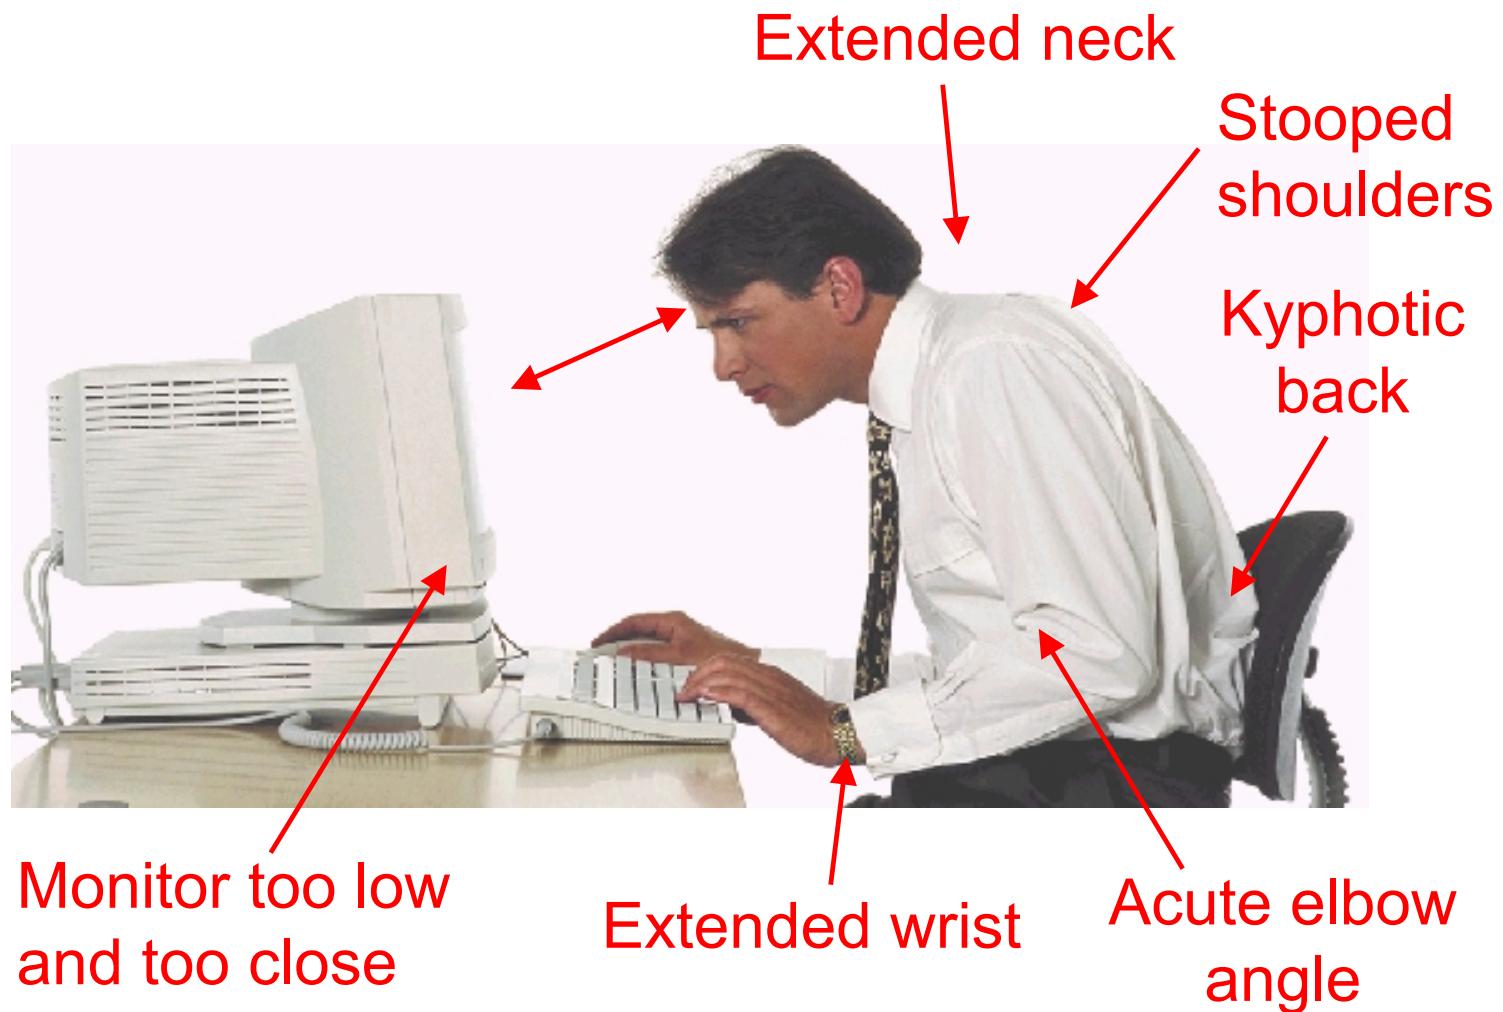 Extended neck
Stooped
shoulders
Kyphotic
back
Monitor too low
and too close
Extended wrist
Acute elbow
angle